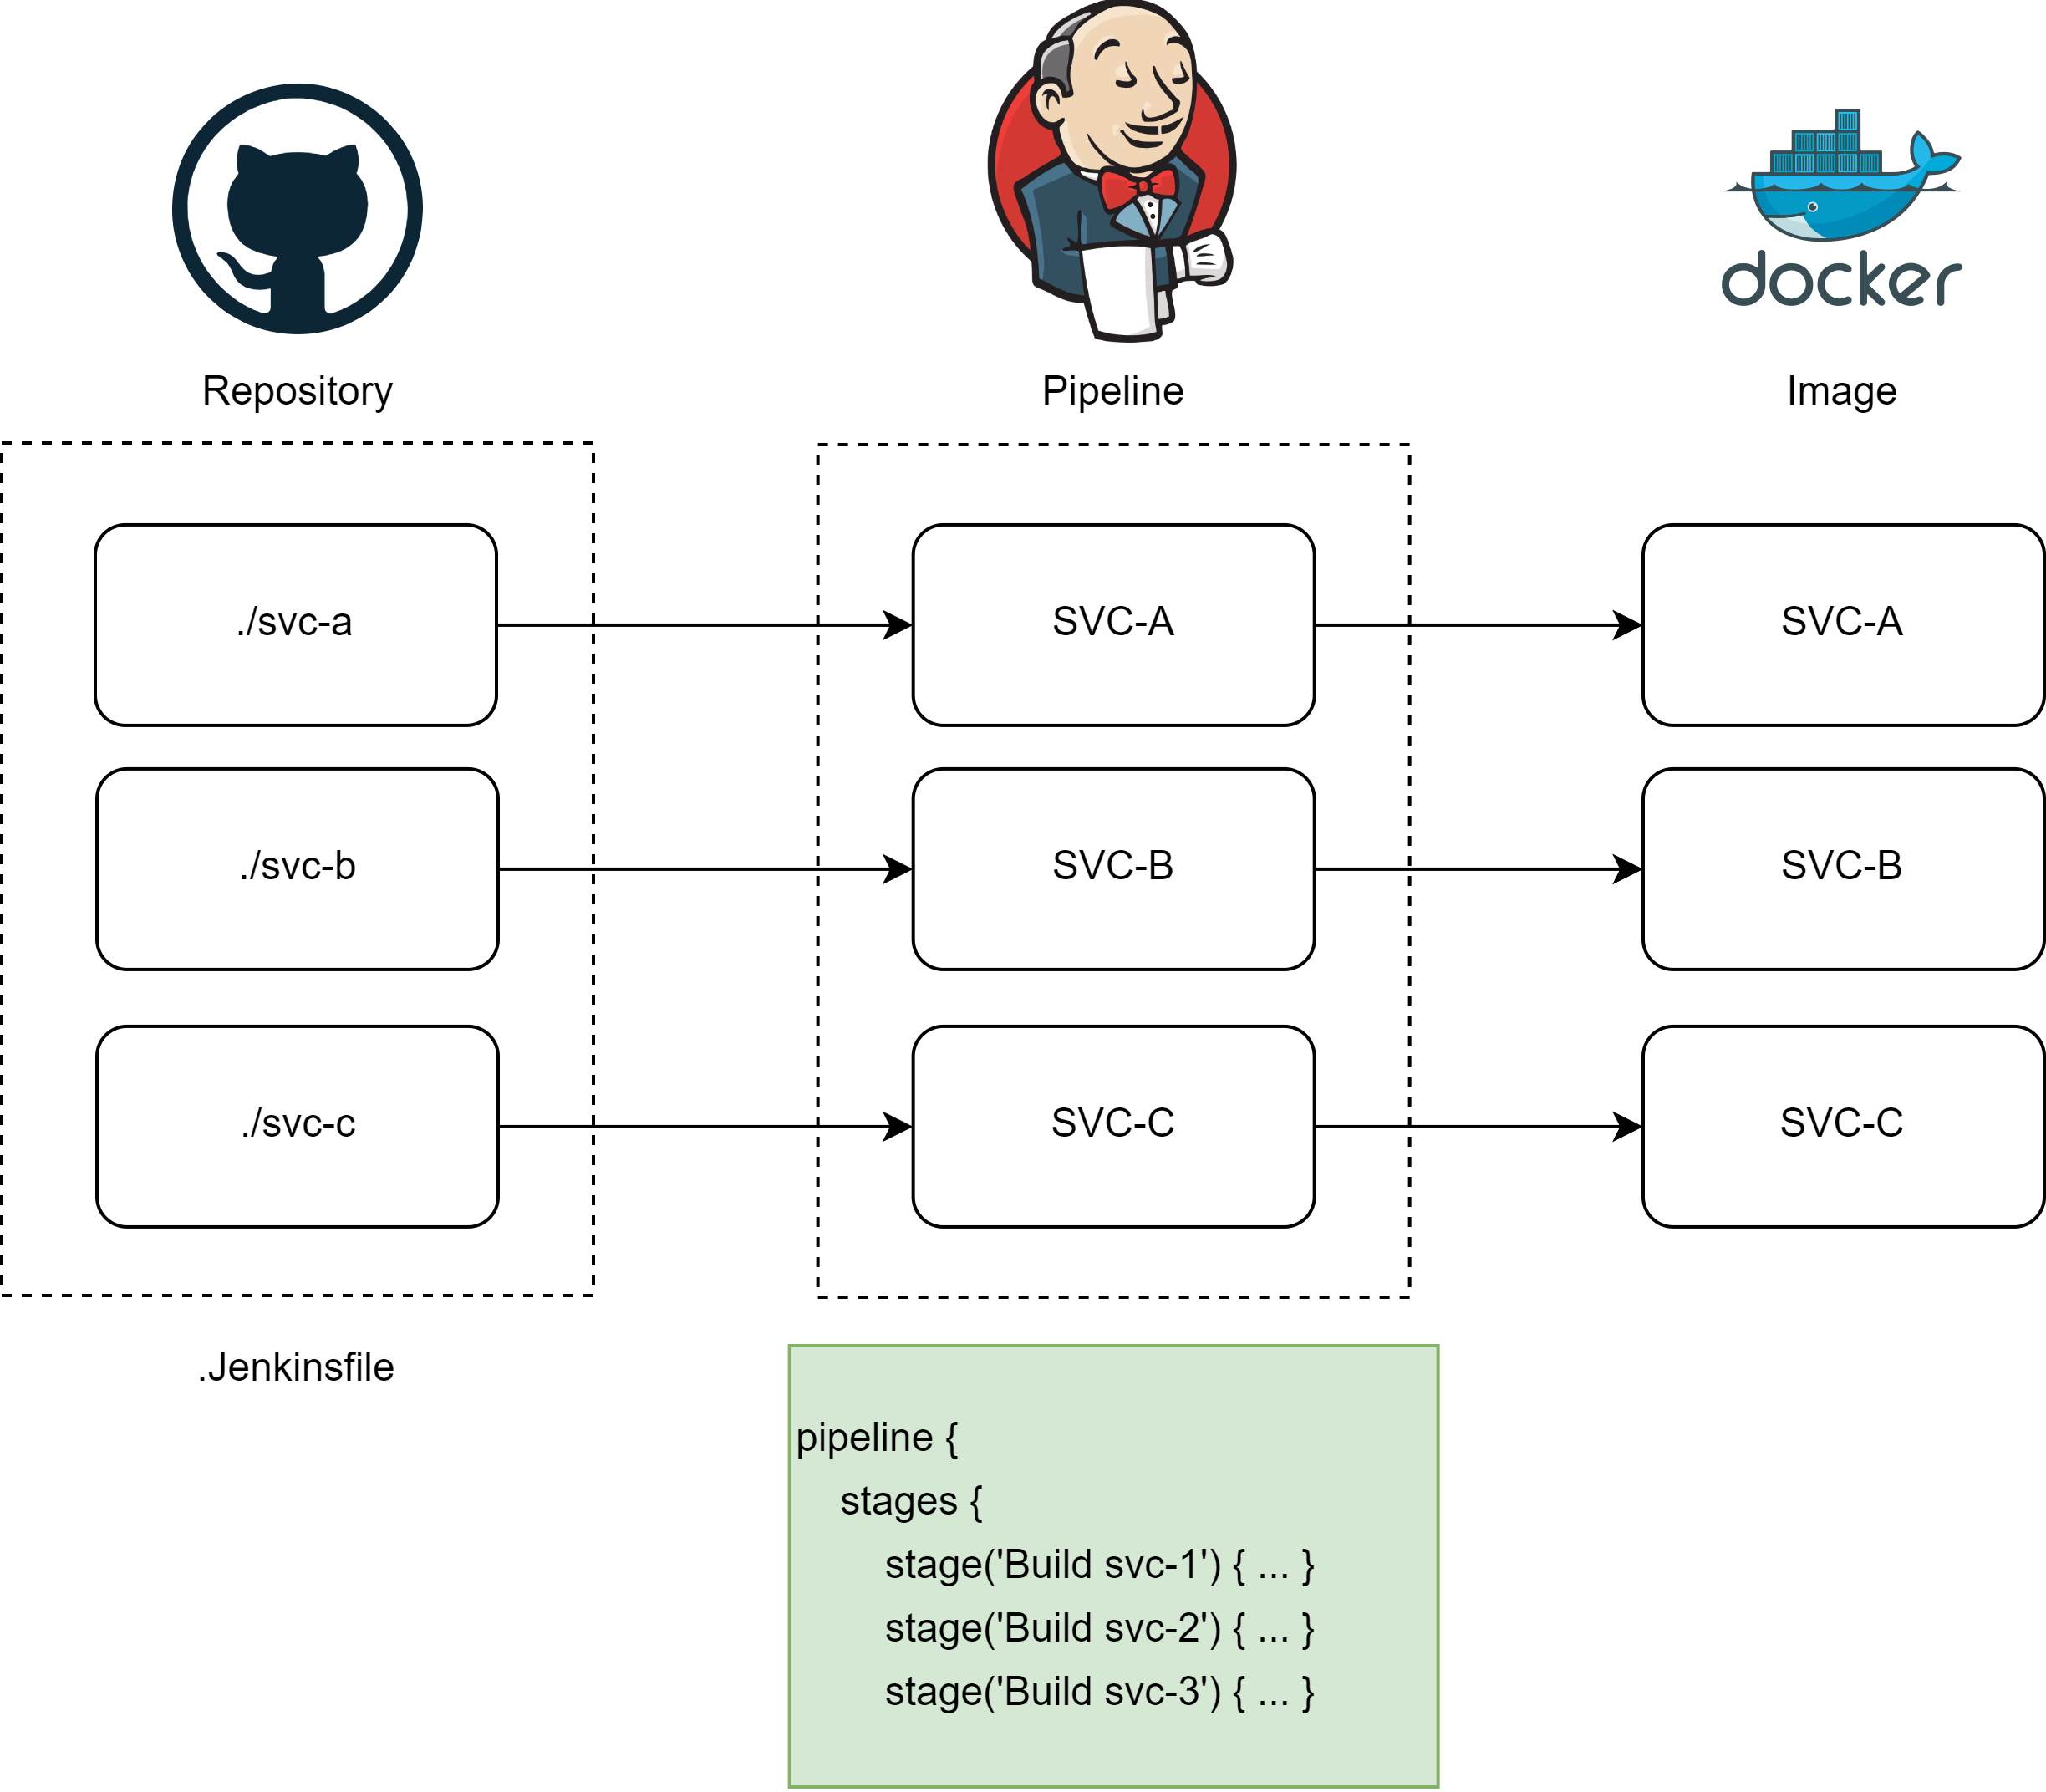 docker
Repository
Pipeline
Image
./svc-a
SVC-A
SVC-A
./svc-b
SVC-B
SVC-B
./svc-c
SVC-C
SVC-C
.Jenkinsfile
pipeline {
stages {
stage('Build svc-1') { ... }
stage('Build svc-2') { ... }
stage('Build svc-3') { ... }